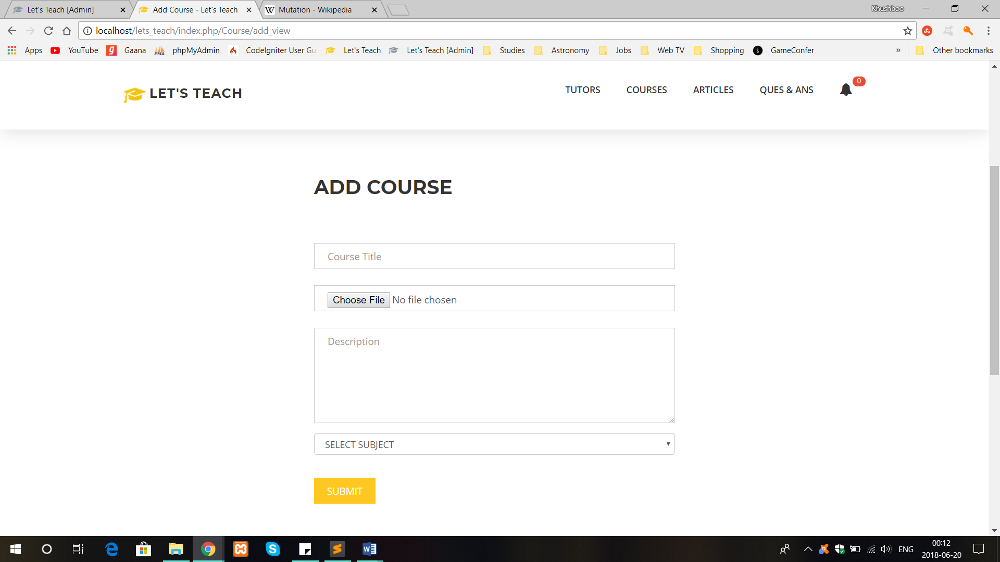 Let's Teach [Admin]
Add Course - Let's Teach
Mutation - Wikipedia
Khushboo
localhost/lets_teach/index.php/Course/add_view
Apps
YouTube
Gaana
phpMyAdmin
CodeIgniter User Gu
Let's Teach
Let's Teach [Admin]
Studies
Astronomy
Jobs
Web TV
Shopping
GameConfer
»
Other bookmarks
LET'S TEACH
TUTORS
COURSES
ARTICLES
QUES & ANS
0
ADD COURSE
Course Title
Choose File No file chosen
Description
SELECT SUBJECT
SUBMIT
ENG
00:12
2018-06-20